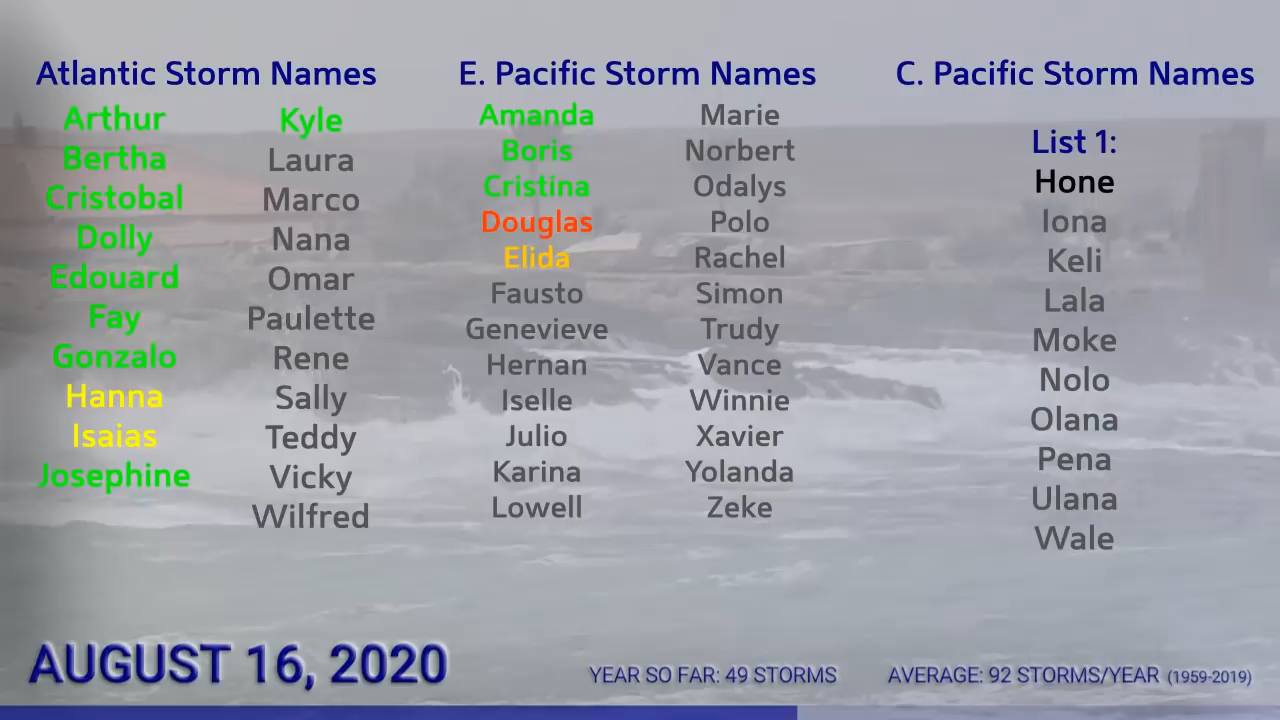 Atlantic Storm Names
Arthur
Bertha
Cristobal
Dolly
Edouard
Fay
Gonzalo
Hanna
Isaias
Josephine
Kyle
Laura
Marco
Nana
Omar
Paulette
Rene
Sally
Teddy
Vicky
Wilfred
E. Pacific Storm Names
Amanda
Boris
Cristina
Douglas
Elida
Fausto
Genevieve
Hernan
Iselle
Julio
Karina
Lowell
Marie
Norbert
Odalys
Polo
Rachel
Simon
Trudy
Vance
Winnie
Xavier
Yolanda
Zeke
C. Pacific Storm Names
List 1:
Hone
Iona
Keli
Lala
Moke
Nolo
Olana
Pena
Ulana
Wale
AUGUST 16, 2020
YEAR SO FAR: 49 STORMS
AVERAGE: 92 STORMS/YEAR (1959-2019)